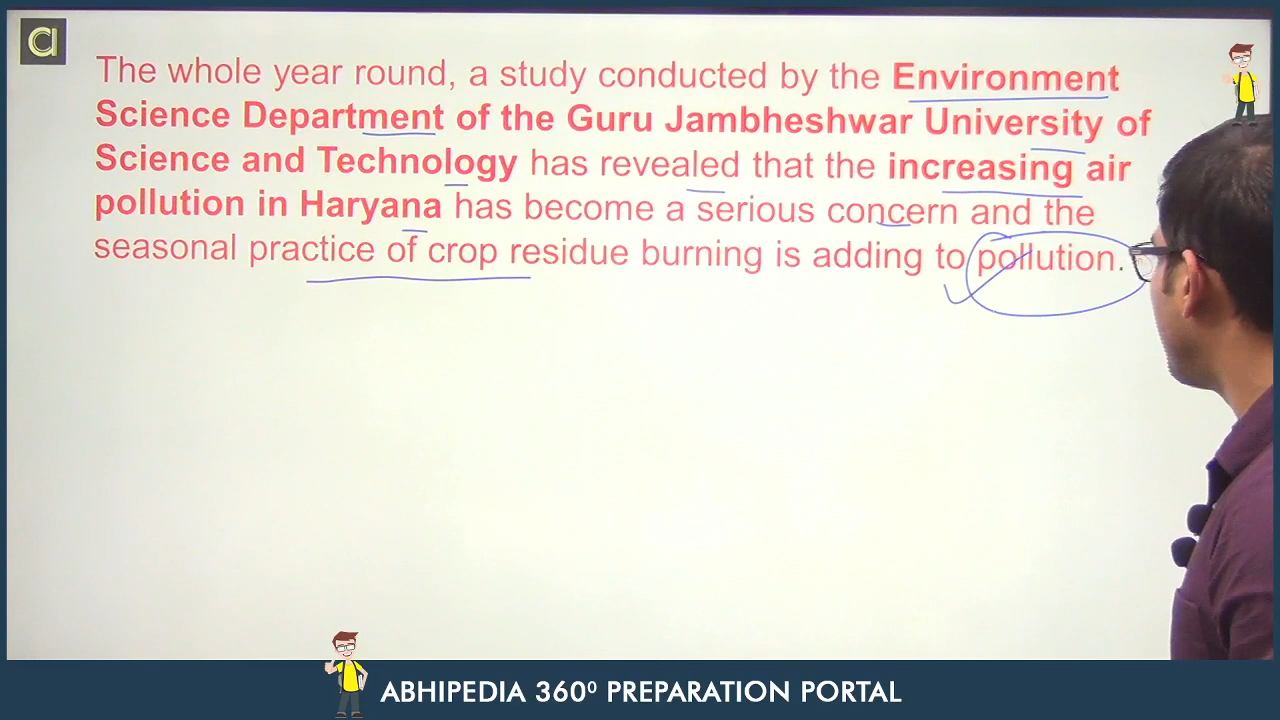 a
The whole year round, a study conducted by the Environment
Science Department of the Guru Jambheshwar University of
Science and Technology has revealed that the increasing air
pollution in Haryana has become a serious concern and the
seasonal practice of crop residue burning is adding to pollution.
ABHIPEDIA 360⁰ PREPARATION PORTAL